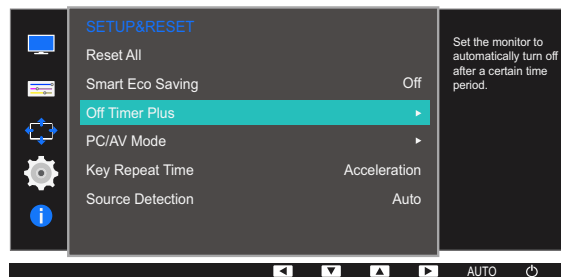 SETUP&RESET
Reset All
Smart Eco Saving Off
Off Timer Plus
PC/AV Mode
Key Repeat Time Acceleration
Source Detection Auto
Set the monitor to
automatically turn off
after a certain time
period.
AUTO